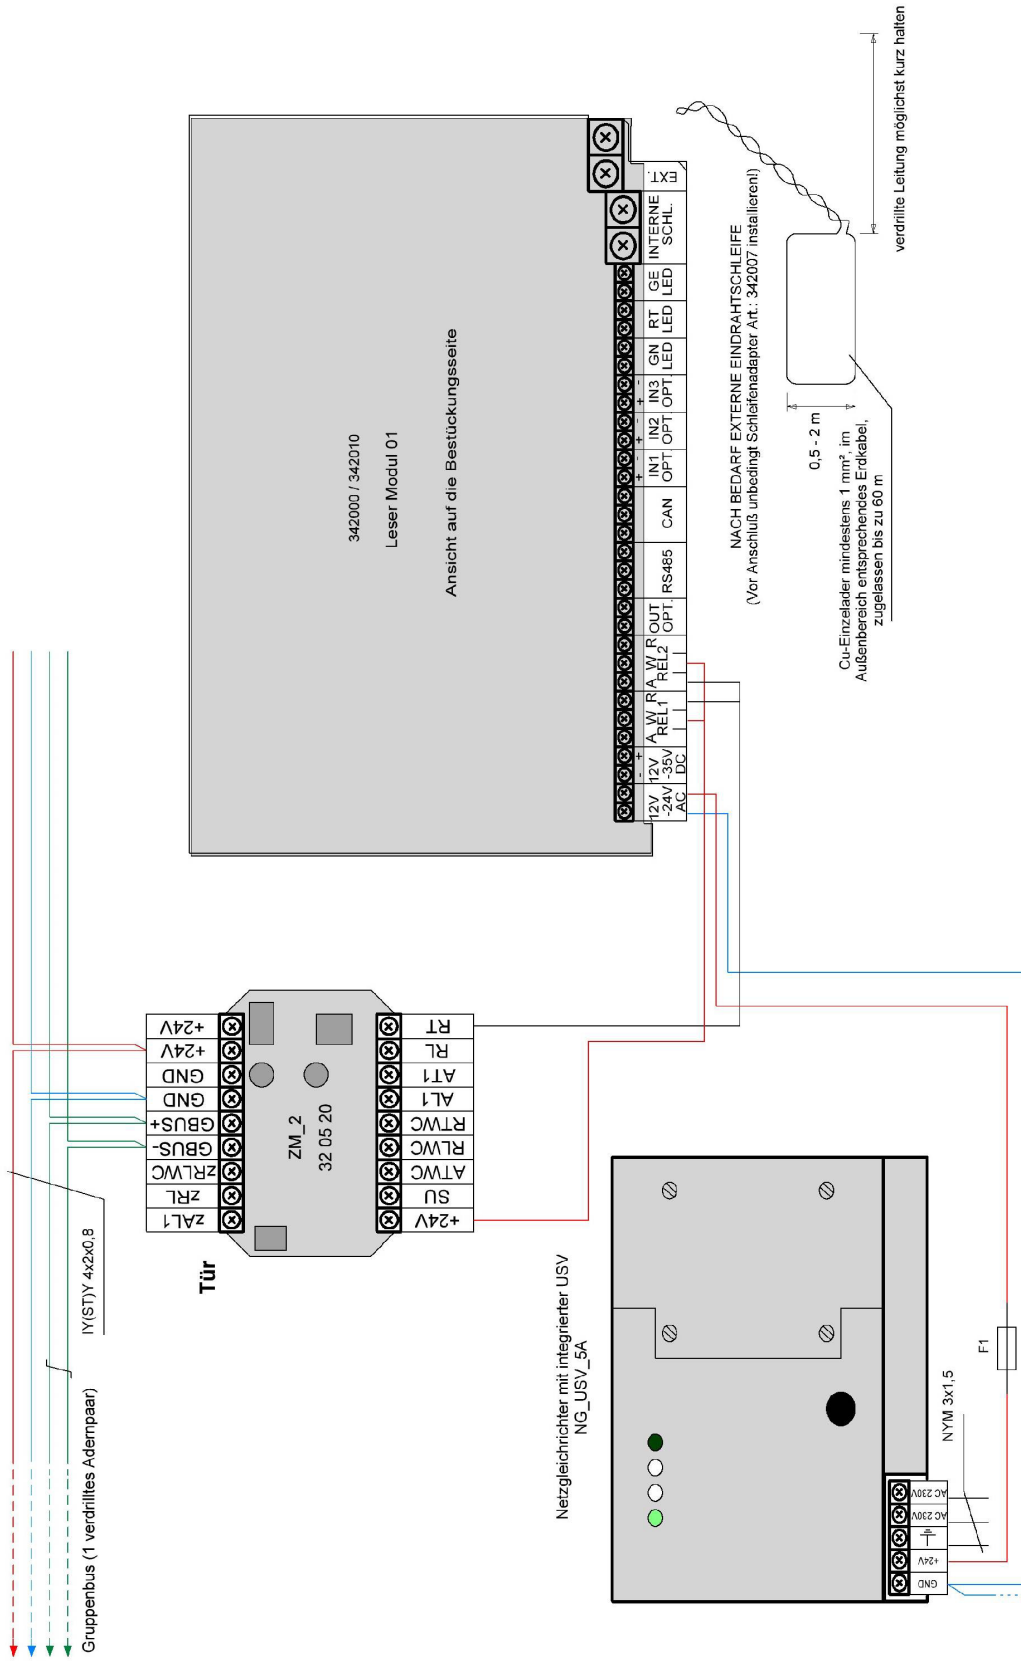 verdrillte Leitung möglichst kurz halten
342000 / 342010
Leser Modul 01
Ansicht auf die Bestückungsseite
12V -24V AC
- + 12V -35V DC
A W R REL1
A W R REL2
OUT OPT.
RS485
CAN
+ - IN1 OPT.
+ - IN2 OPT.
+ - IN3 OPT.
GN LED
RT LED
GE LED
INTERNE SCHL.
EXT.
NACH BEDARF EXTERNE EINDRAHTSCHLEIFE
(Vor Anschluß unbedingt Schleifenadapter Art.: 342007 installieren!)
0,5 - 2 m
Cu-Einzelader mindestens 1 mm², im
Außenbereich entsprechendes Erdkabel,
zugelassen bis zu 60 m
Tür
ZM_2
32 05 20
+24V
+24V
GND
GND
GBUS+
GBUS-
zRLWC
zRL
zAL1
RT
RL
AT1
AL1
RTWC
RLWC
ATWC
SU
+24V
IY(ST)Y 4x2x0,8
Gruppenbus (1 verdrilltes Adernpaar)
Netzgleichrichter mit integrierter USV
NG_USV_5A
GND
+24V
AC 230V
AC 230V
NYM 3x1,5
F1